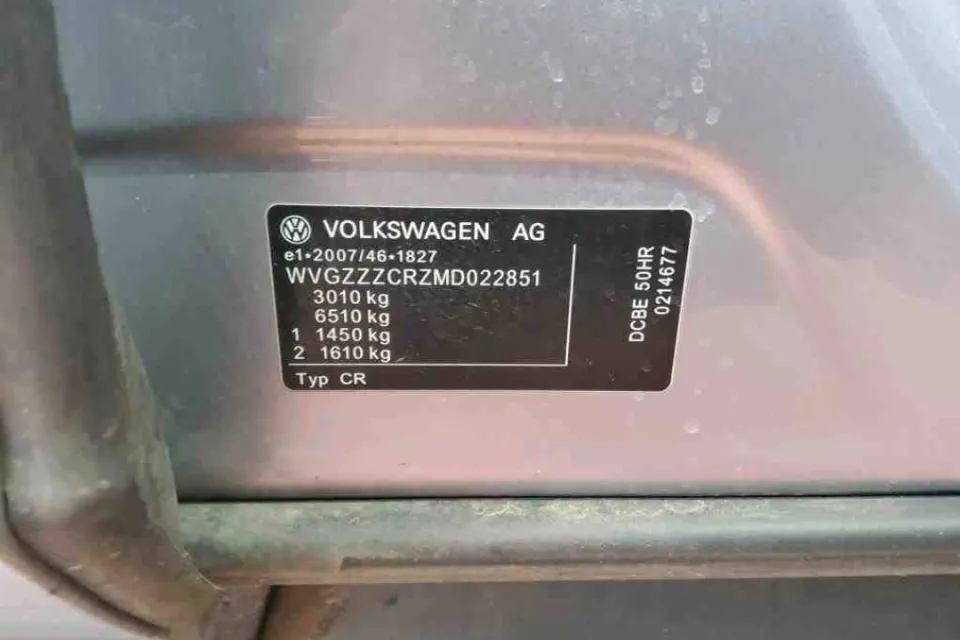 VOLKSWAGEN AG
e1*2007/46*1827
WVGZZZCRZMD022851
3010 kg
6510 kg
1 1450 kg
2 1610 kg
Typ CR
DCBE 50HR
0214677